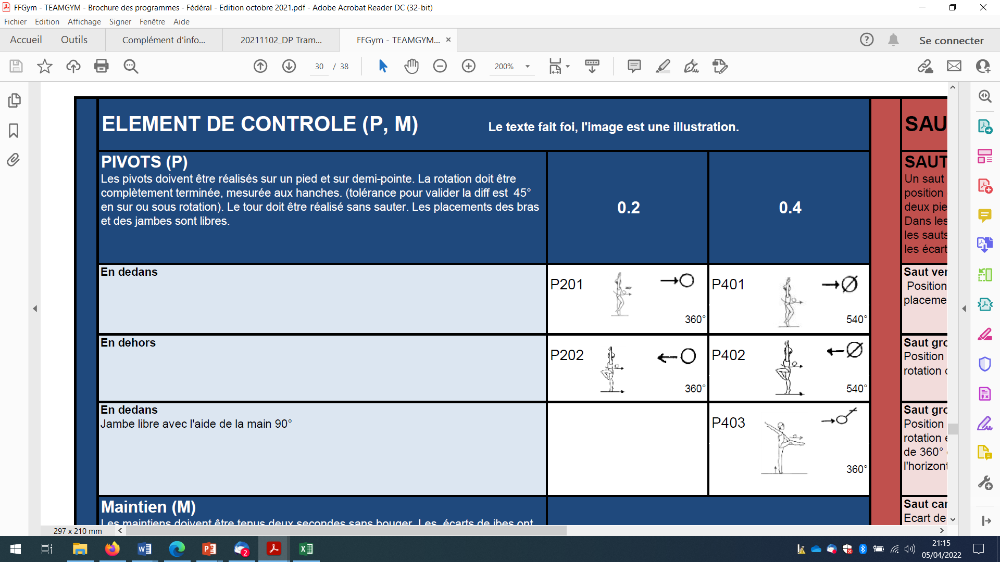 FFGym - TEAMGYM - Brochure des programmes - Fédéral - Edition octobre 2021.pdf - Adobe Acrobat Reader DC (32-bit)
Fichier Edition Affichage Signer Fenêtre Aide
Accueil Outils Complément d'info... 20211102_DP Tram... FFGym - TEAMGYM... × Se connecter
30 / 38 200%
ELEMENT DE CONTROLE (P, M) Le texte fait foi, l'image est une illustration.
PIVOTS (P)
Les pivots doivent être réalisés sur un pied et sur demi-pointe. La rotation doit être
complètement terminée, mesurée aux hanches. (tolérance pour valider la diff est 45°
en sur ou sous rotation). Le tour doit être réalisé sans sauter. Les placements des bras
et des jambes sont libres.
0.2 0.4
En dedans
P201 360° P401 540°
En dehors
P202 360° P402 540°
En dedans
Jambe libre avec l'aide de la main 90°
P403 360°
Maintien (M)
Les maintiens doivent être tenus deux secondes sans bouger. Les écarts de jbes ont
SAU
SAUT
Un saut
position
deux pie
Dans les
les sauts
les écart
Saut ver
Position
placeme
Saut gro
Position
rotation
Saut gro
Position
rotation
de 360°
l'horizont
Saut car
Ecart de
297 x 210 mm
2
21:15
05/04/2022